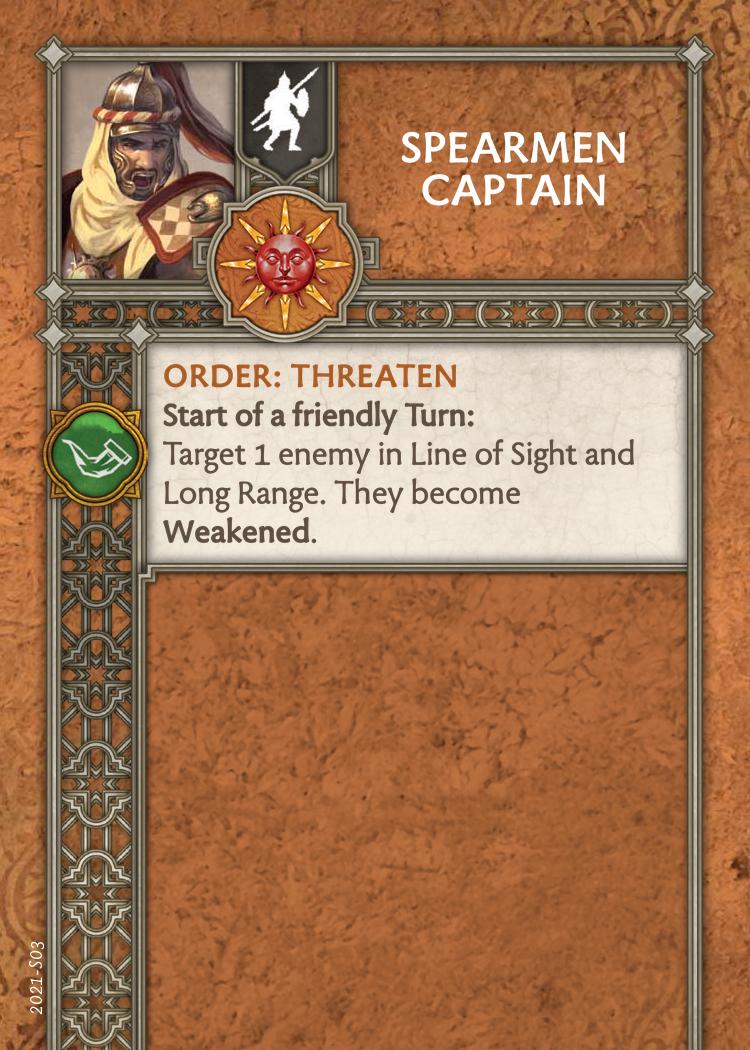 SPEARMEN
CAPTAIN
ORDER: THREATEN
Start of a friendly Turn:
Target 1 enemy in Line of Sight and
Long Range. They become
Weakened.
2021-S03